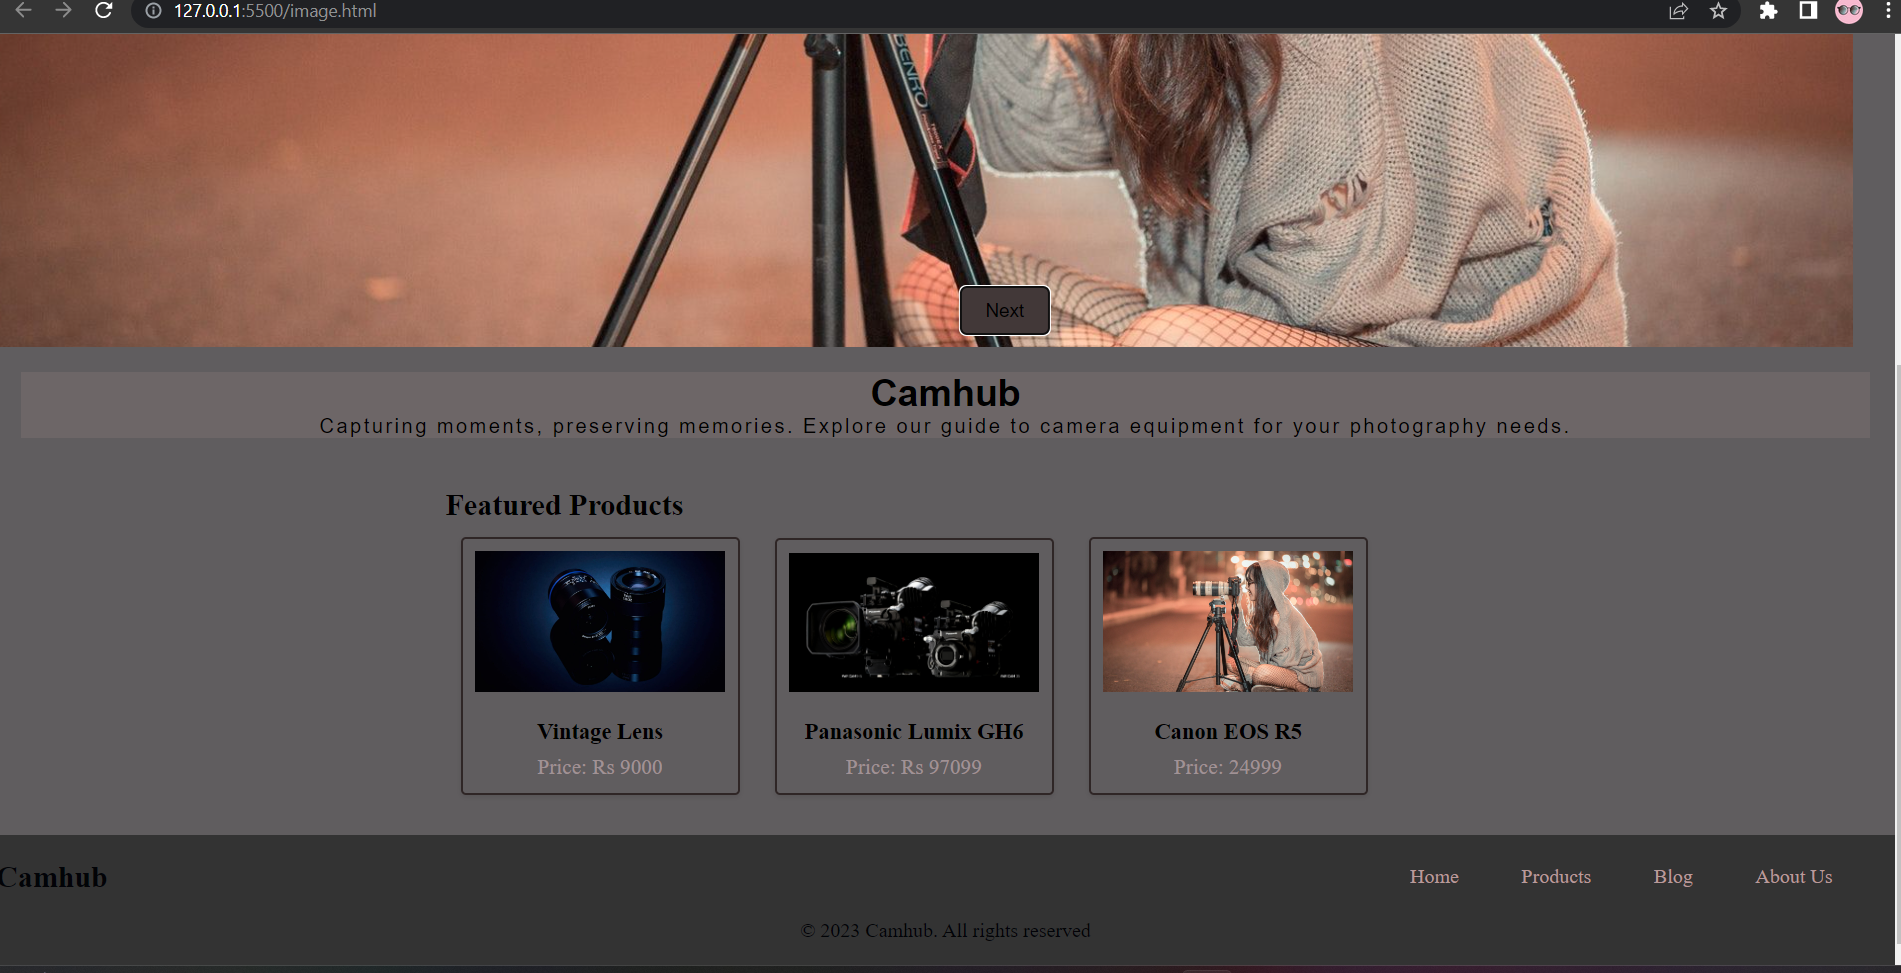 127.0.0.1:5500/image.html
BENRO
Next
Camhub
Capturing moments, preserving memories. Explore our guide to camera equipment for your photography needs.
Featured Products
Vintage Lens
Price: Rs 9000
Panasonic Lumix GH6
Price: Rs 97099
Canon EOS R5
Price: 24999
Camhub
Home Products Blog About Us
© 2023 Camhub. All rights reserved